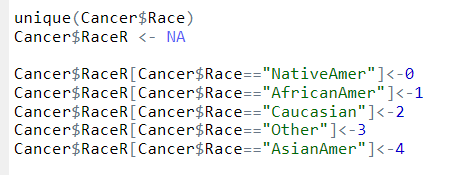 unique(Cancer$Race)
Cancer$RaceR <- NA
Cancer$RaceR[Cancer$Race=="NativeAmer"]<-0
Cancer$RaceR[Cancer$Race=="AfricanAmer"]<-1
Cancer$RaceR[Cancer$Race=="Caucasian"]<-2
Cancer$RaceR[Cancer$Race=="Other"]<-3
Cancer$RaceR[Cancer$Race=="AsianAmer"]<-4